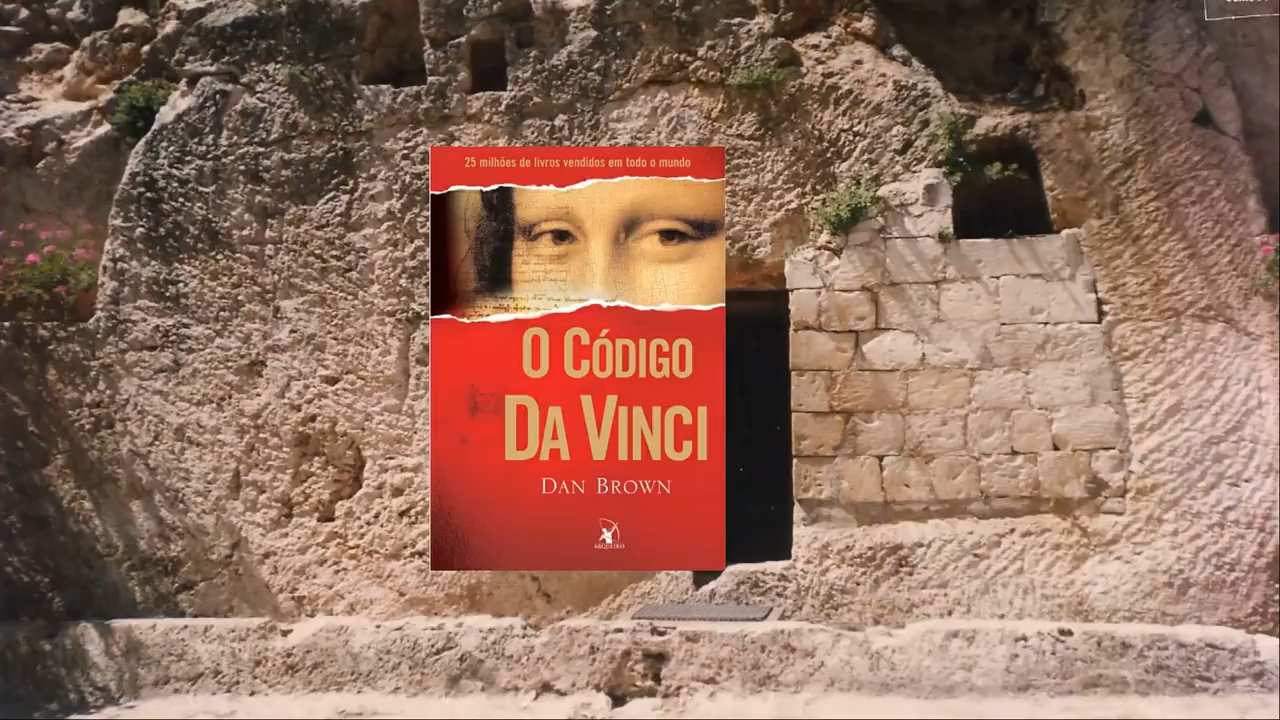 25 milhões de livros vendidos em todo o mundo
O CÓDIGO
DA VINCI
DAN BROWN
ARQUEIRO